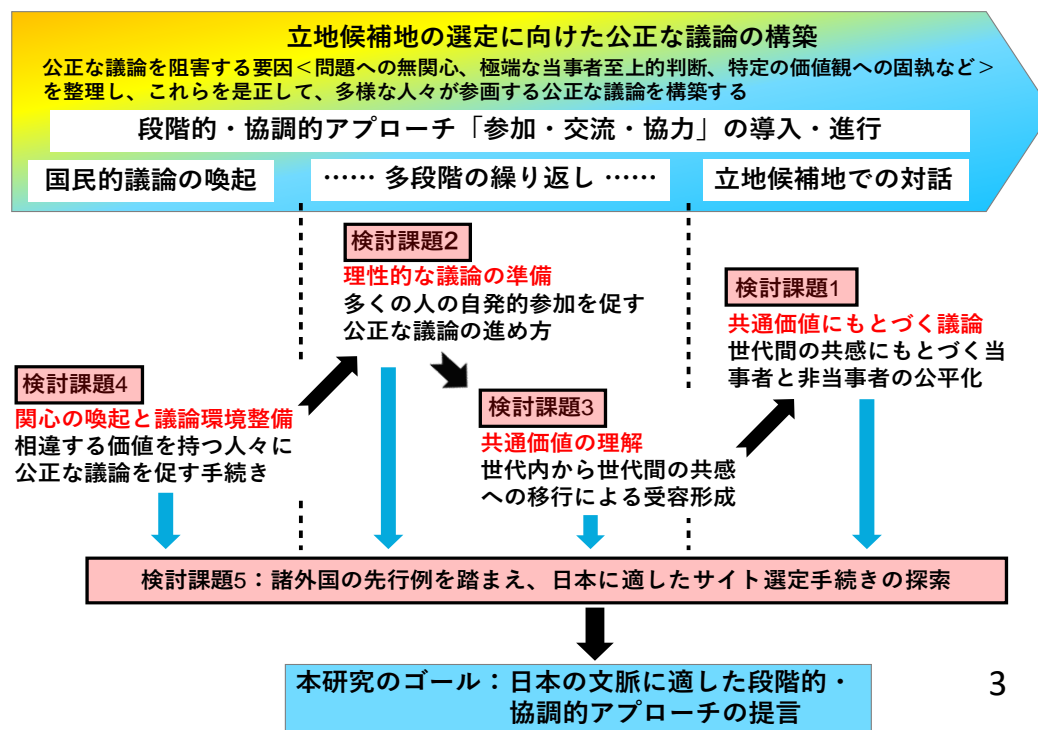 立地候補地の選定に向けた公正な議論の構築
公正な議論を阻害する要因＜問題への無関心、極端な当事者至上的判断、特定の価値観への固執など＞
を整理し、これらを是正して、多様な人々が参画する公正な議論を構築する
段階的・協調的アプローチ「参加・交流・協力」の導入・進行
国民的議論の喚起
…… 多段階の繰り返し ……
立地候補地での対話
検討課題2
理性的な議論の準備
多くの人の自発的参加を促す
公正な議論の進め方
検討課題1
共通価値にもとづく議論
世代間の共感にもとづく当
事者と非当事者の公平化
検討課題4
関心の喚起と議論環境整備
相違する価値を持つ人々に
公正な議論を促す手続き
検討課題3
共通価値の理解
世代内から世代間の共感
への移行による受容形成
検討課題5：諸外国の先行例を踏まえ、日本に適したサイト選定手続きの探索
本研究のゴール：日本の文脈に適した段階的・
協調的アプローチの提言
3